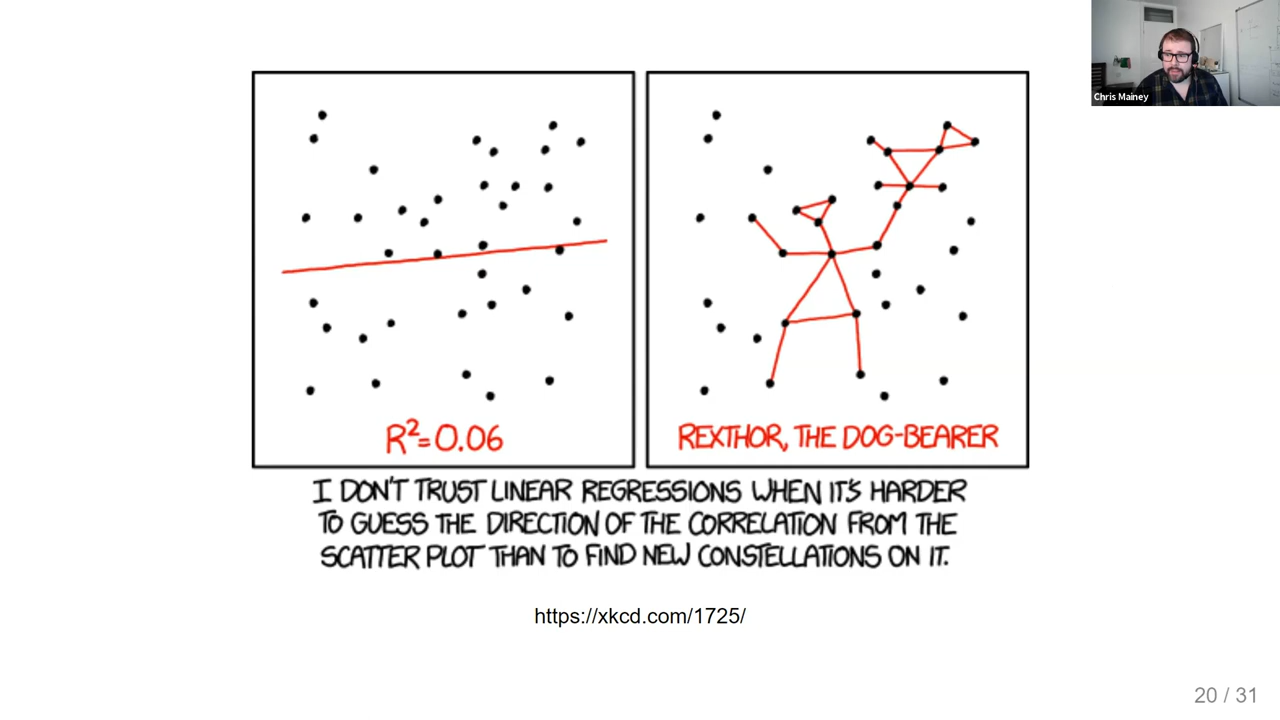 Chris Mainey
R²=0.06
REXTHOR, THE DOG-BEARER
I DON'T TRUST LINEAR REGRESSIONS WHEN IT'S HARDER
TO GUESS THE DIRECTION OF THE CORRELATION FROM THE
SCATTER PLOT THAN TO FIND NEW CONSTELLATIONS ON IT.
https://xkcd.com/1725/
20 / 31